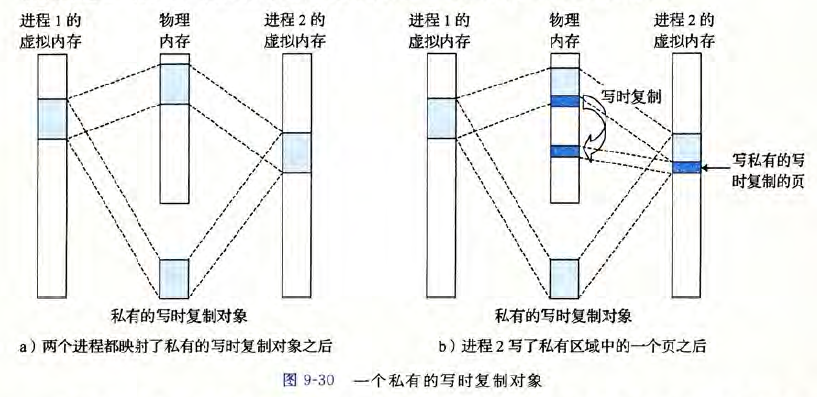 进程1的
虚拟内存
物理
内存
进程2的
虚拟内存
私有的写时复制对象
a）两个进程都映射了私有的写时复制对象之后
进程1的
虚拟内存
物理
内存
进程2的
虚拟内存
写时复制
写私有的写
时复制的页
私有的写时复制对象
b）进程2写了私有区域中的一个页之后
图 9-30 一个私有的写时复制对象